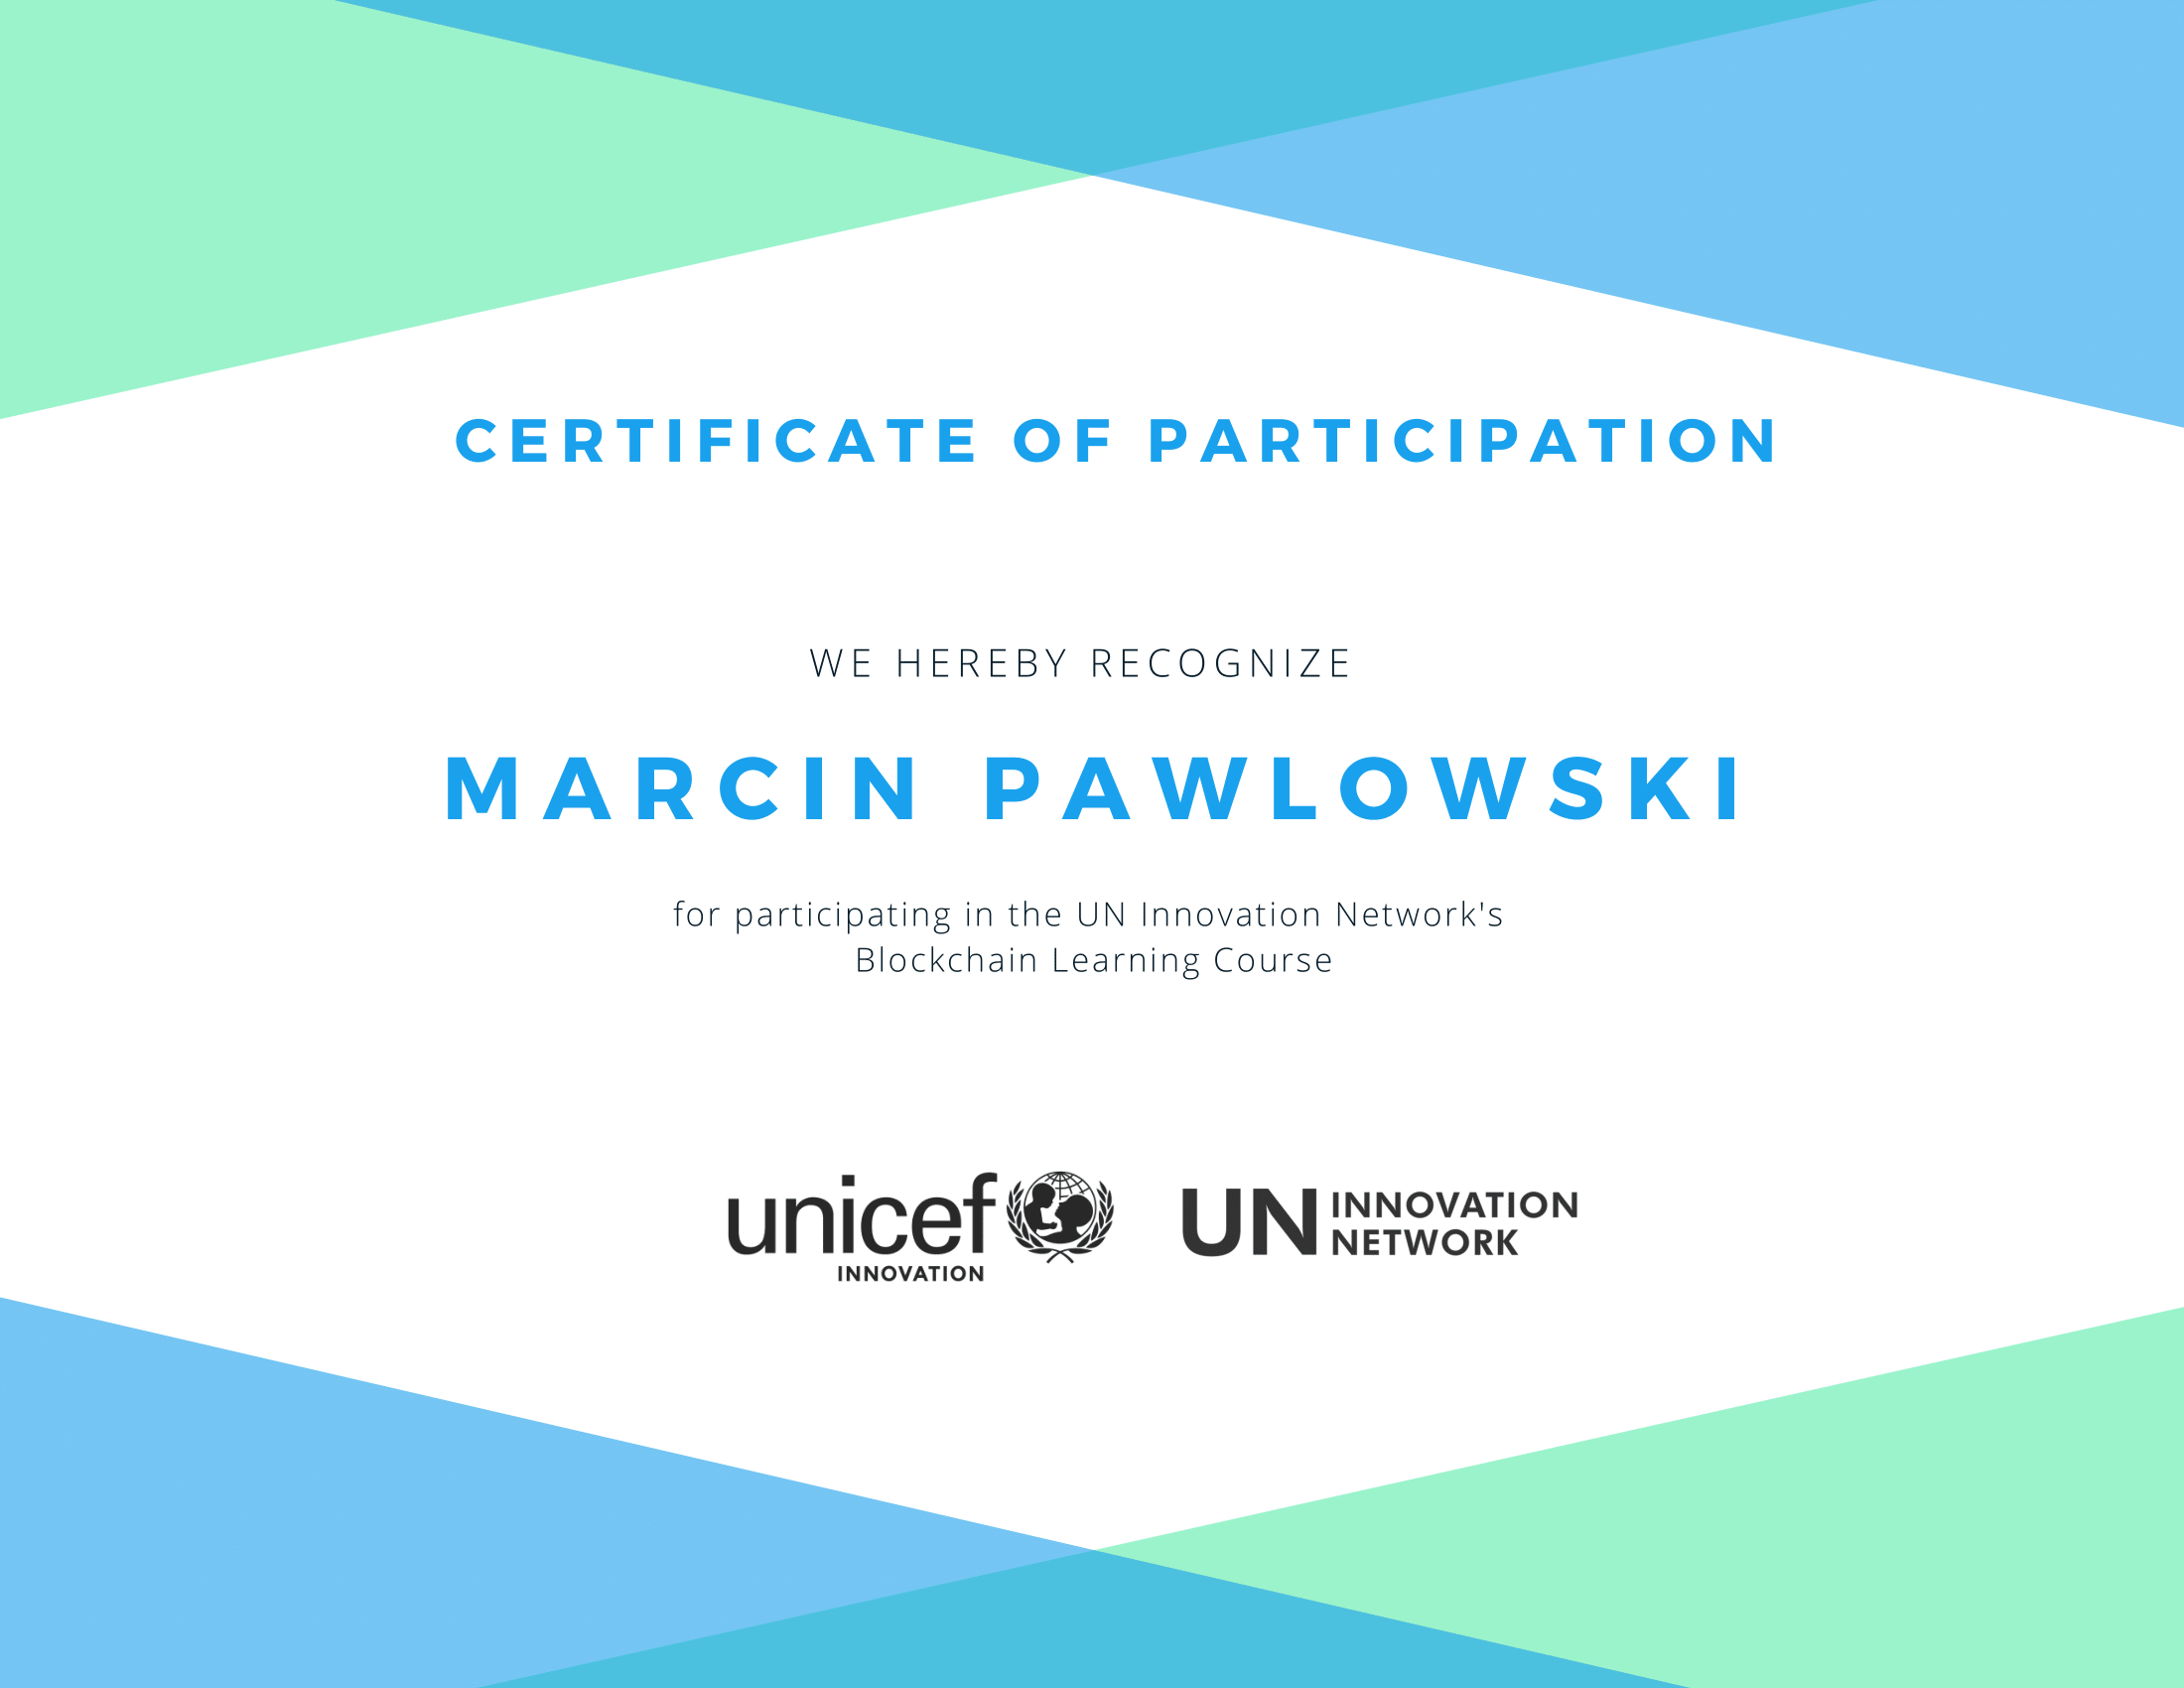 CERTIFICATE OF PARTICIPATION
WE HEREBY RECOGNIZE
MARCIN PAWLOWSKI
for participating in the UN Innovation Network's
Blockchain Learning Course
unicef
INNOVATION
UN INNOVATION
NETWORK